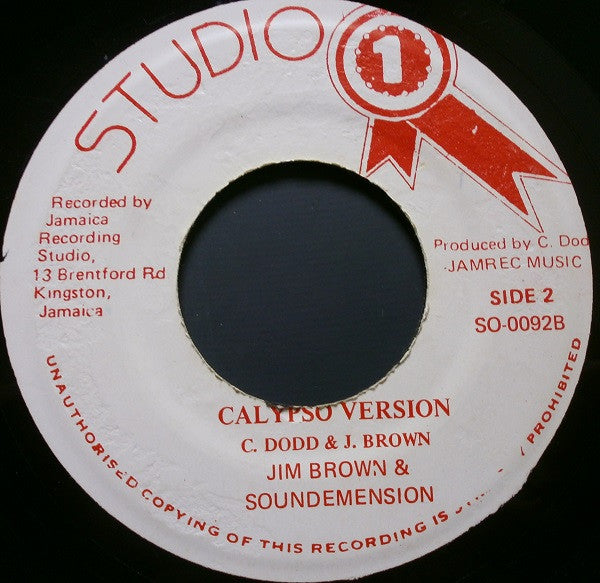 STUDIO
1
Recorded by
Jamaica
Recording
Studio,
13 Brentford Rd
Kingston,
Jamaica
Produced by C. Dod
JAMREC MUSIC
SIDE 2
SO-0092B
CALYPSO VERSION
C. DODD & J. BROWN
JIM BROWN &
SOUNDEMENSION
UNAUTHORISED COPYING OF THIS RECORDING IS PROHIBITED